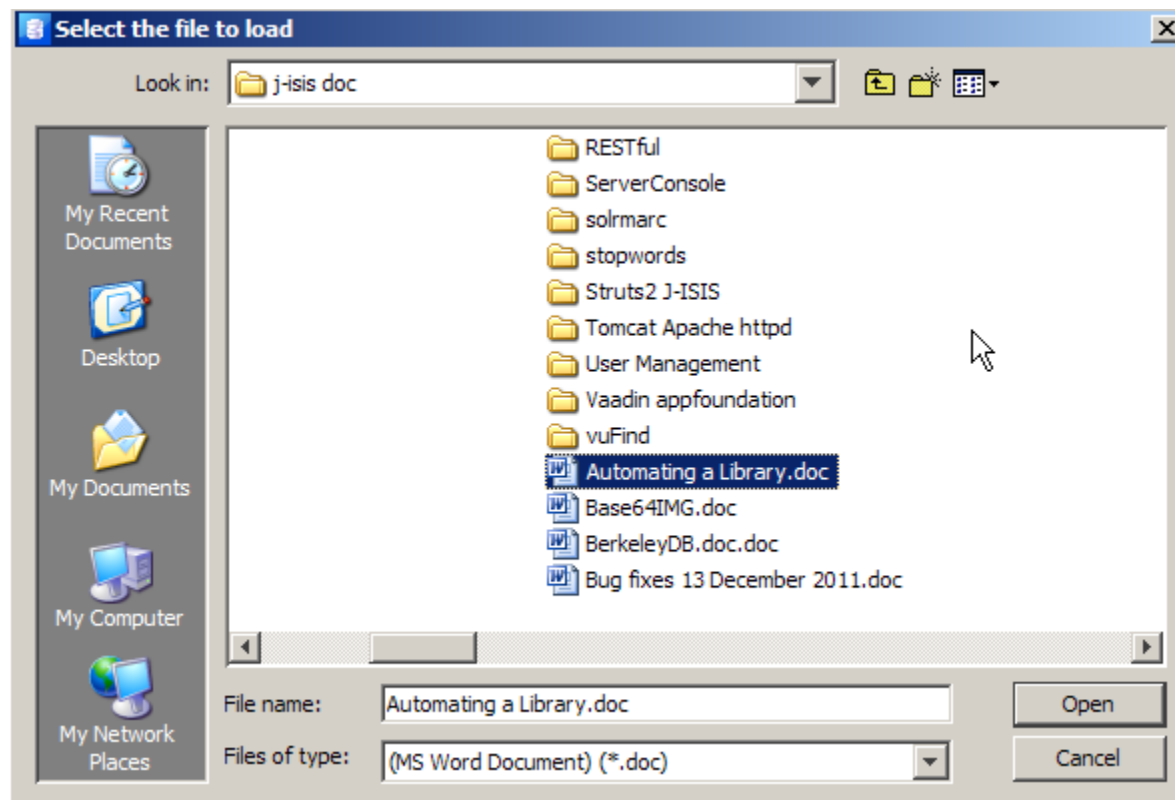 Select the file to load
Look in:
j-isis doc
My Recent
Documents
Desktop
My Documents
My Computer
My Network
Places
RESTful
ServerConsole
solrmarc
stopwords
Struts2 J-ISIS
Tomcat Apache httpd
User Management
Vaadin appfoundation
vuFind
Automating a Library.doc
Base64IMG.doc
BerkeleyDB.doc.doc
Bug fixes 13 December 2011.doc
File name:
Automating a Library.doc
Open
Files of type:
(MS Word Document) (*.doc)
Cancel